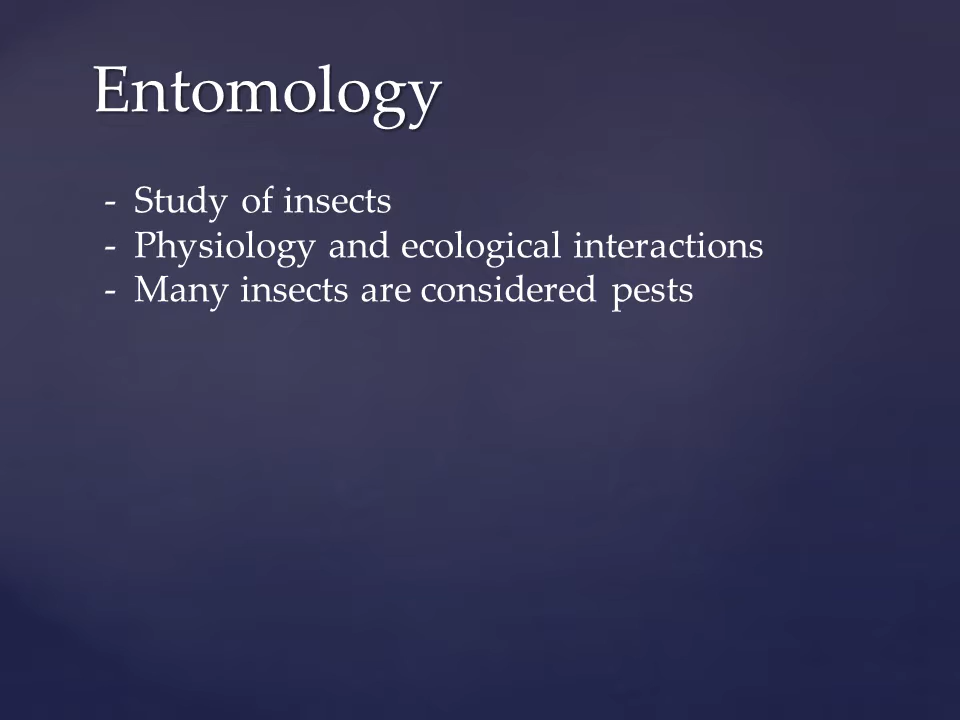 Entomology
- Study of insects
- Physiology and ecological interactions
- Many insects are considered pests